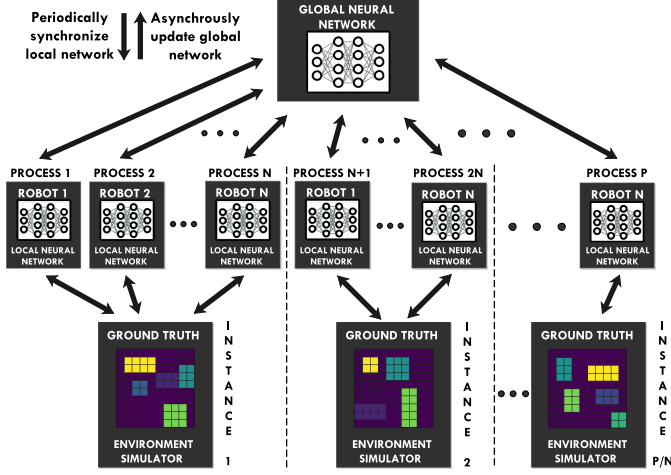 Periodically
synchronize
local network
Asynchrously
update global
network
GLOBAL NEURAL
NETWORK
PROCESS 1
PROCESS 2
PROCESS N
PROCESS N+1
PROCESS 2N
PROCESS P
ROBOT 1
ROBOT 2
ROBOT N
ROBOT 1
ROBOT N
ROBOT N
LOCAL NEURAL
NETWORK
LOCAL NEURAL
NETWORK
LOCAL NEURAL
NETWORK
LOCAL NEURAL
NETWORK
LOCAL NEURAL
NETWORK
LOCAL NEURAL
NETWORK
GROUND TRUTH
ENVIRONMENT
SIMULATOR
INSTANCE
1
GROUND TRUTH
ENVIRONMENT
SIMULATOR
INSTANCE
2
GROUND TRUTH
ENVIRONMENT
SIMULATOR
INSTANCE
P/N